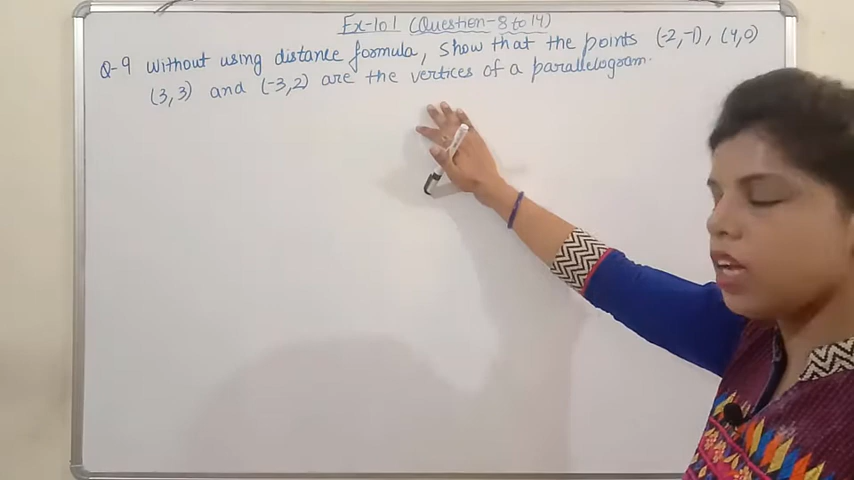 Ex-10.1 (Question-8 to 14)
Q-9 Without using distance formula, show that the points (-2,-1), (4,0)
(3,3) and (-3,2) are the vertices of a parallelogram.